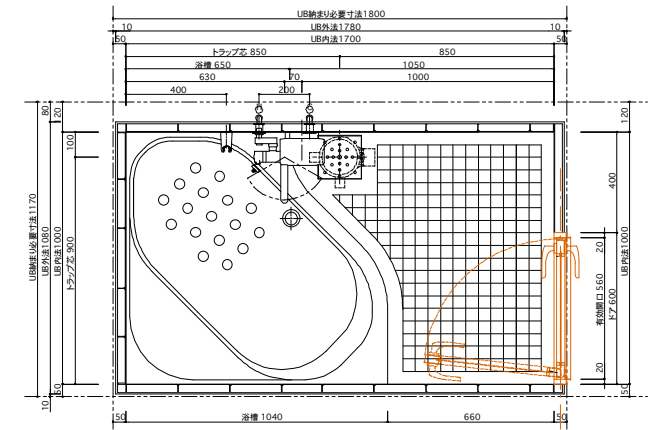 UB納まり必要寸法1800
10 UB外法1780 10
50 UB内法1700 50
トラップ芯 850 850
浴槽 650 1050
630 70 1000
400 200
UB納まり必要寸法1170
80 UB外法1080 10
120 UB内法1000 50
100 トラップ芯 900
120 UB内法1000 50
400 ドア 600
20 有効開口 560 20
50 浴槽 1040 660 50